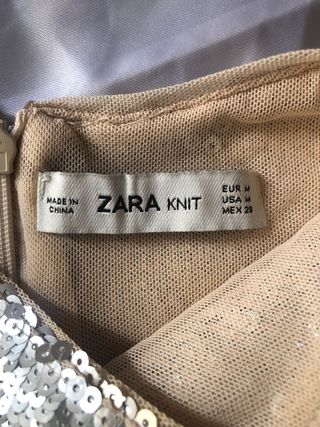 MADE IN
CHINA
ZARA KNIT
EUR M
USA M
MEX 28